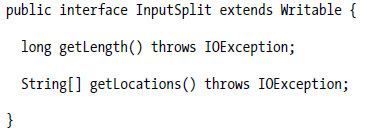 public interface InputSplit extends Writable {
long getLength() throws IOException;
String[] getLocations() throws IOException;
}